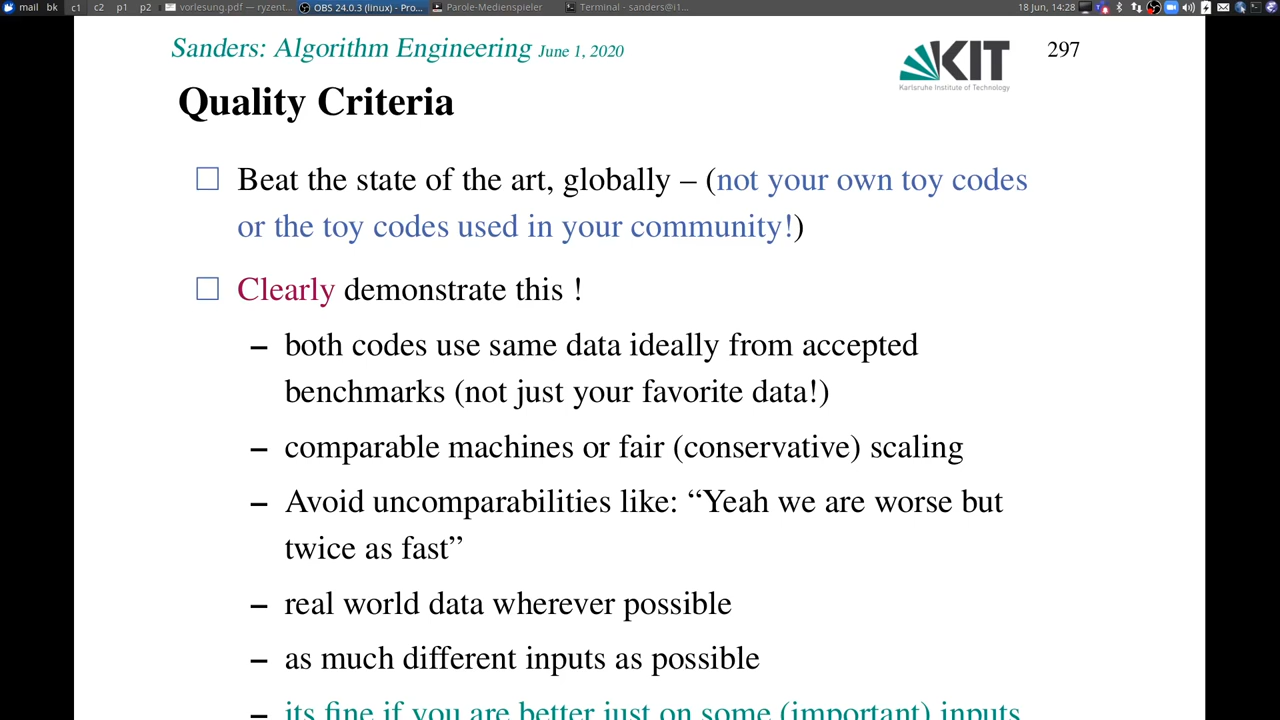 mail bk c1 c2 p1 p2 vorlesung.pdf — ryzent... OBS 24.0.3 (linux) - Pro... Parole-Medienspieler Terminal - sanders@i1... 18 Jun, 14:28
Sanders: Algorithm Engineering June 1, 2020
KIT
Karlsruhe Institute of Technology
297
Quality Criteria
Beat the state of the art, globally – (not your own toy codes
or the toy codes used in your community!)
Clearly demonstrate this !
– both codes use same data ideally from accepted
benchmarks (not just your favorite data!)
– comparable machines or fair (conservative) scaling
– Avoid uncomparabilities like: “Yeah we are worse but
twice as fast”
– real world data wherever possible
– as much different inputs as possible
– its fine if you are better just on some (important) inputs